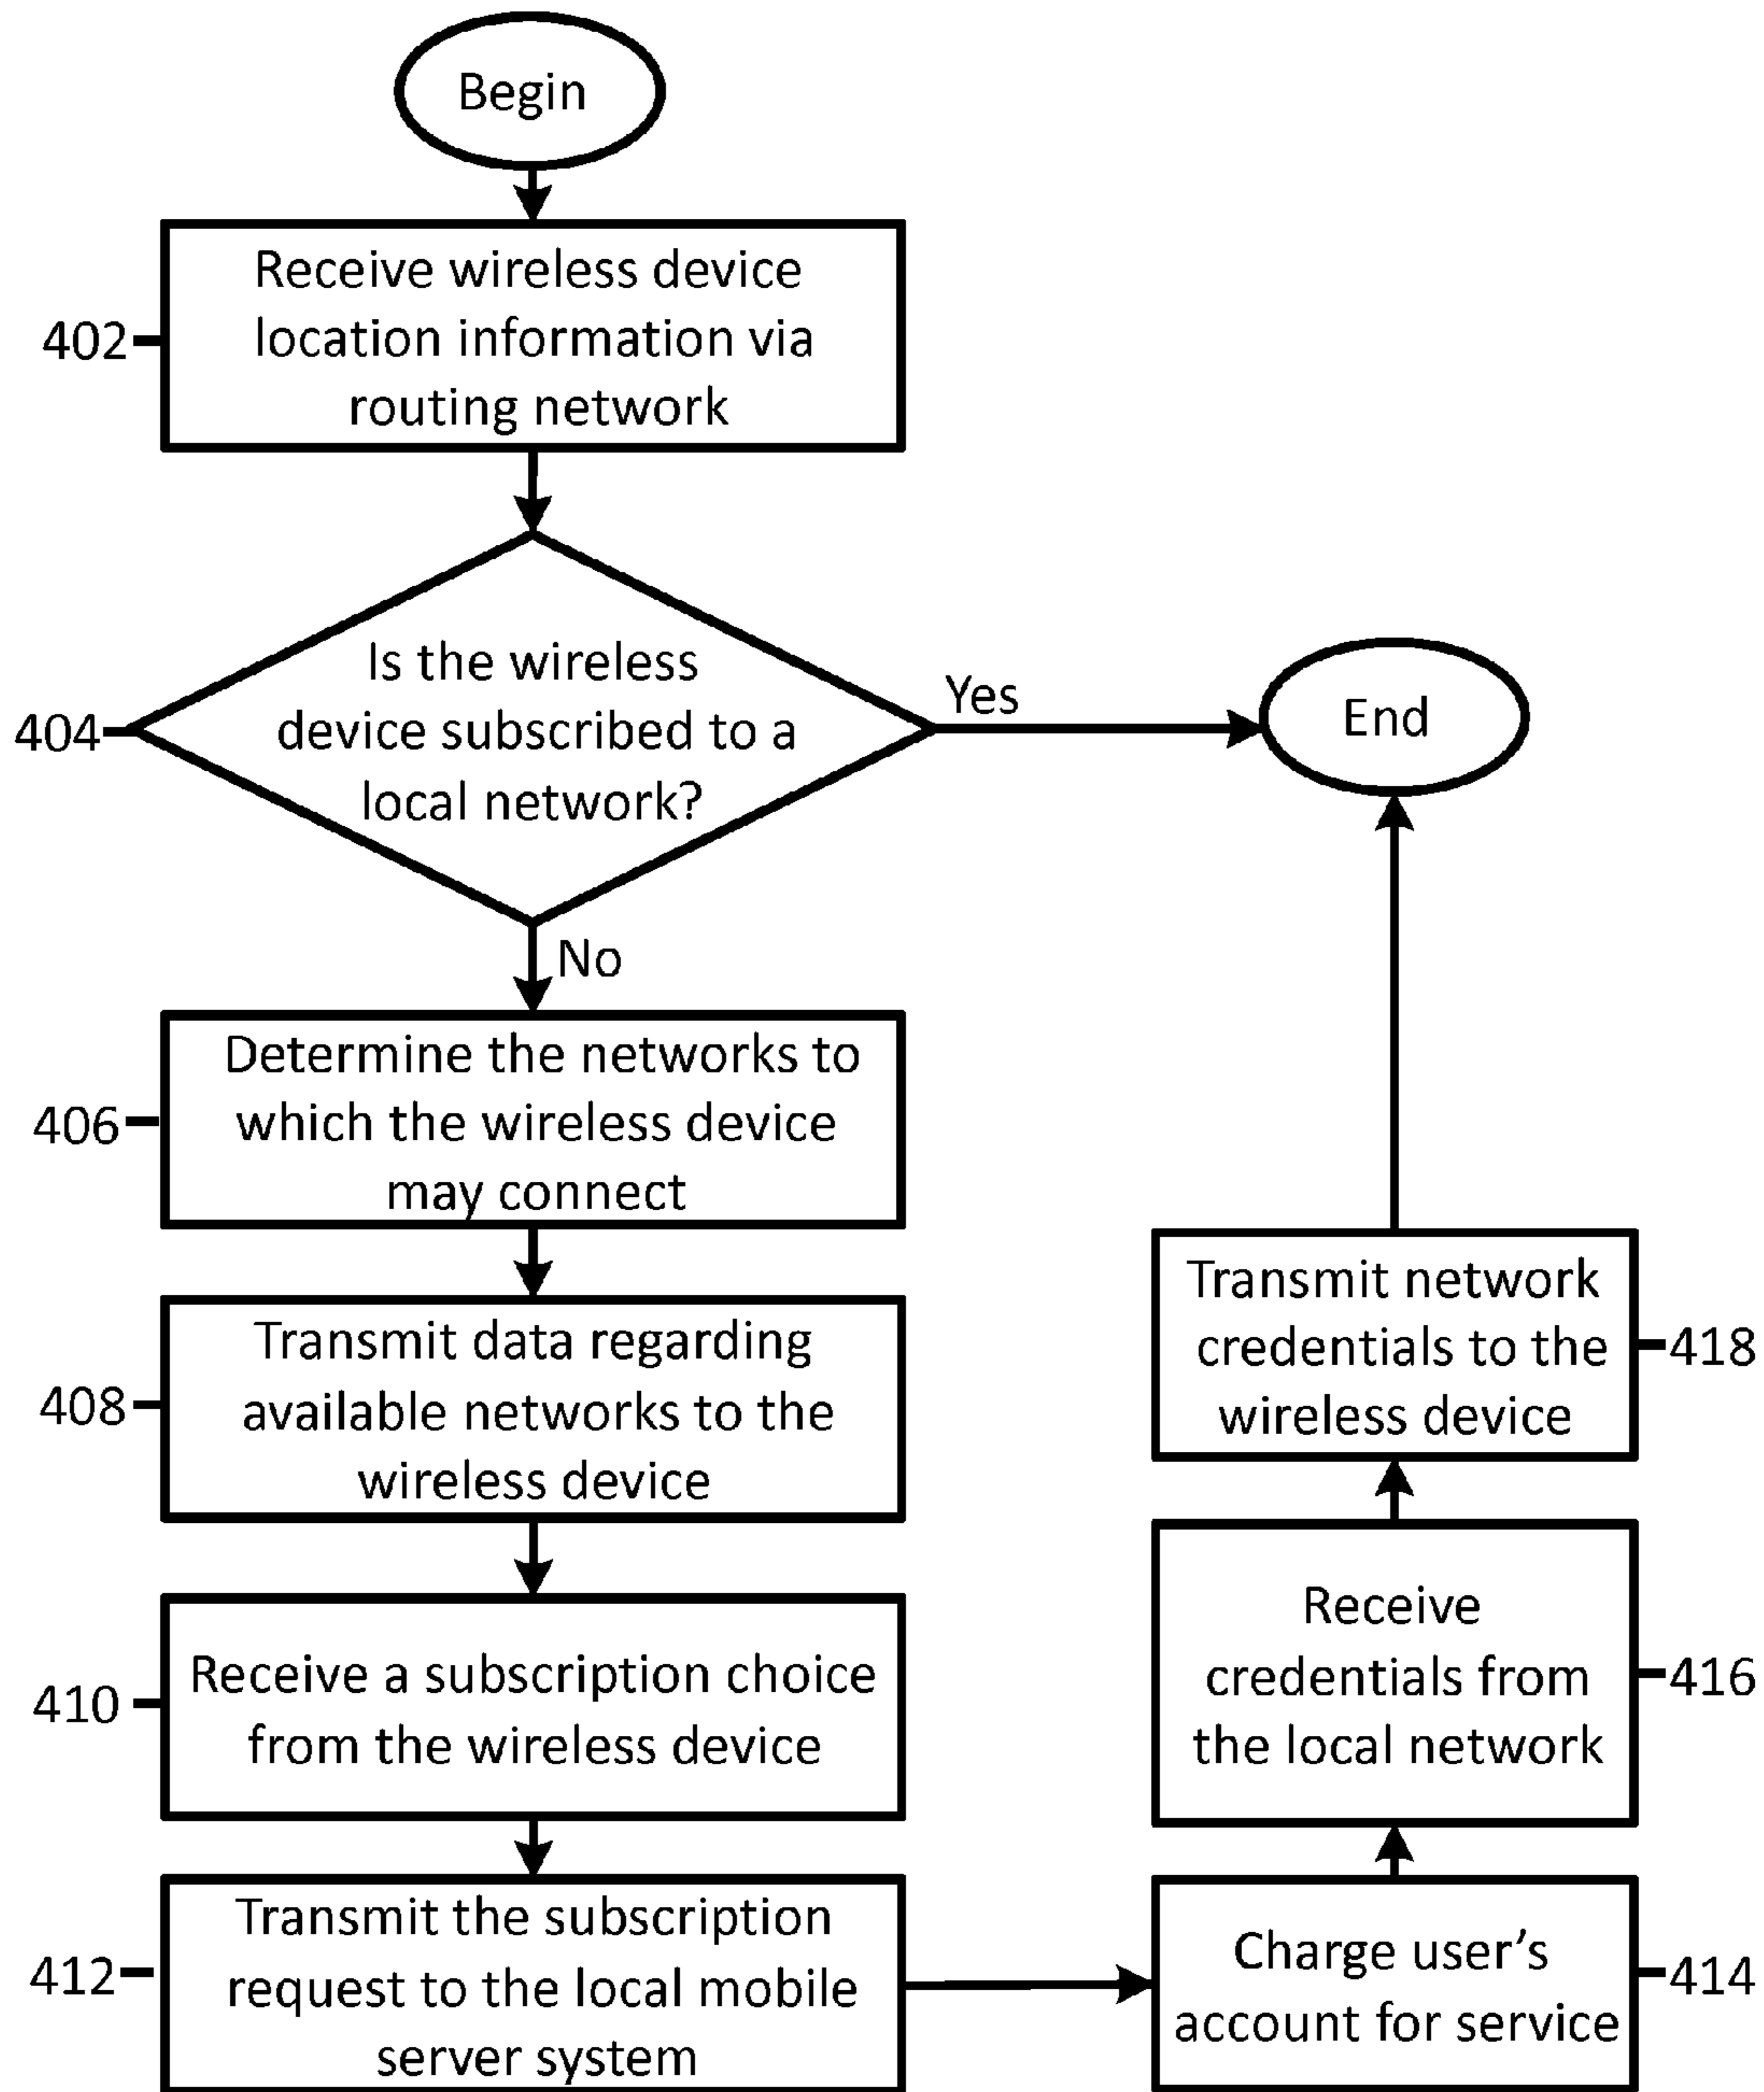 Begin
402
Receive wireless device
location information via
routing network
404
Is the wireless
device subscribed to a
local network?
Yes
End
No
406
Determine the networks to
which the wireless device
may connect
408
Transmit data regarding
available networks to the
wireless device
410
Receive a subscription choice
from the wireless device
412
Transmit the subscription
request to the local mobile
server system
Charge user’s
account for service
414
Receive
credentials from
the local network
416
Transmit network
credentials to the
wireless device
418